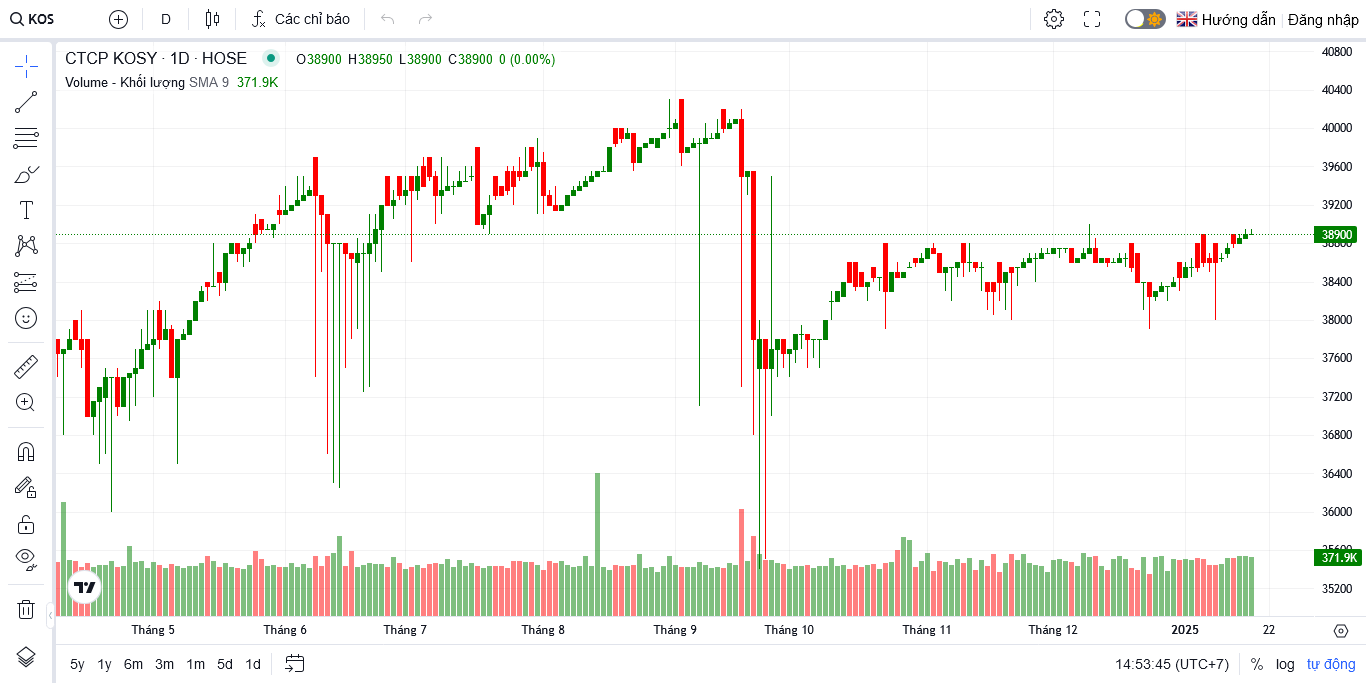 KOS D Các chỉ báo Hướng dẫn Đăng nhập
CTCP KOSY · 1D · HOSE O38900 H38950 L38900 C38900 0 (0.00%)
Volume - Khối lượng SMA 9 371.9K
40800
40400
40000
39600
39200
38900
38800
38400
38000
37600
37200
36800
36400
36000
35600
371.9K
35200
Tháng 5 Tháng 6 Tháng 7 Tháng 8 Tháng 9 Tháng 10 Tháng 11 Tháng 12 2025 22
5y 1y 6m 3m 1m 5d 1d 14:53:45 (UTC+7) % log tự động